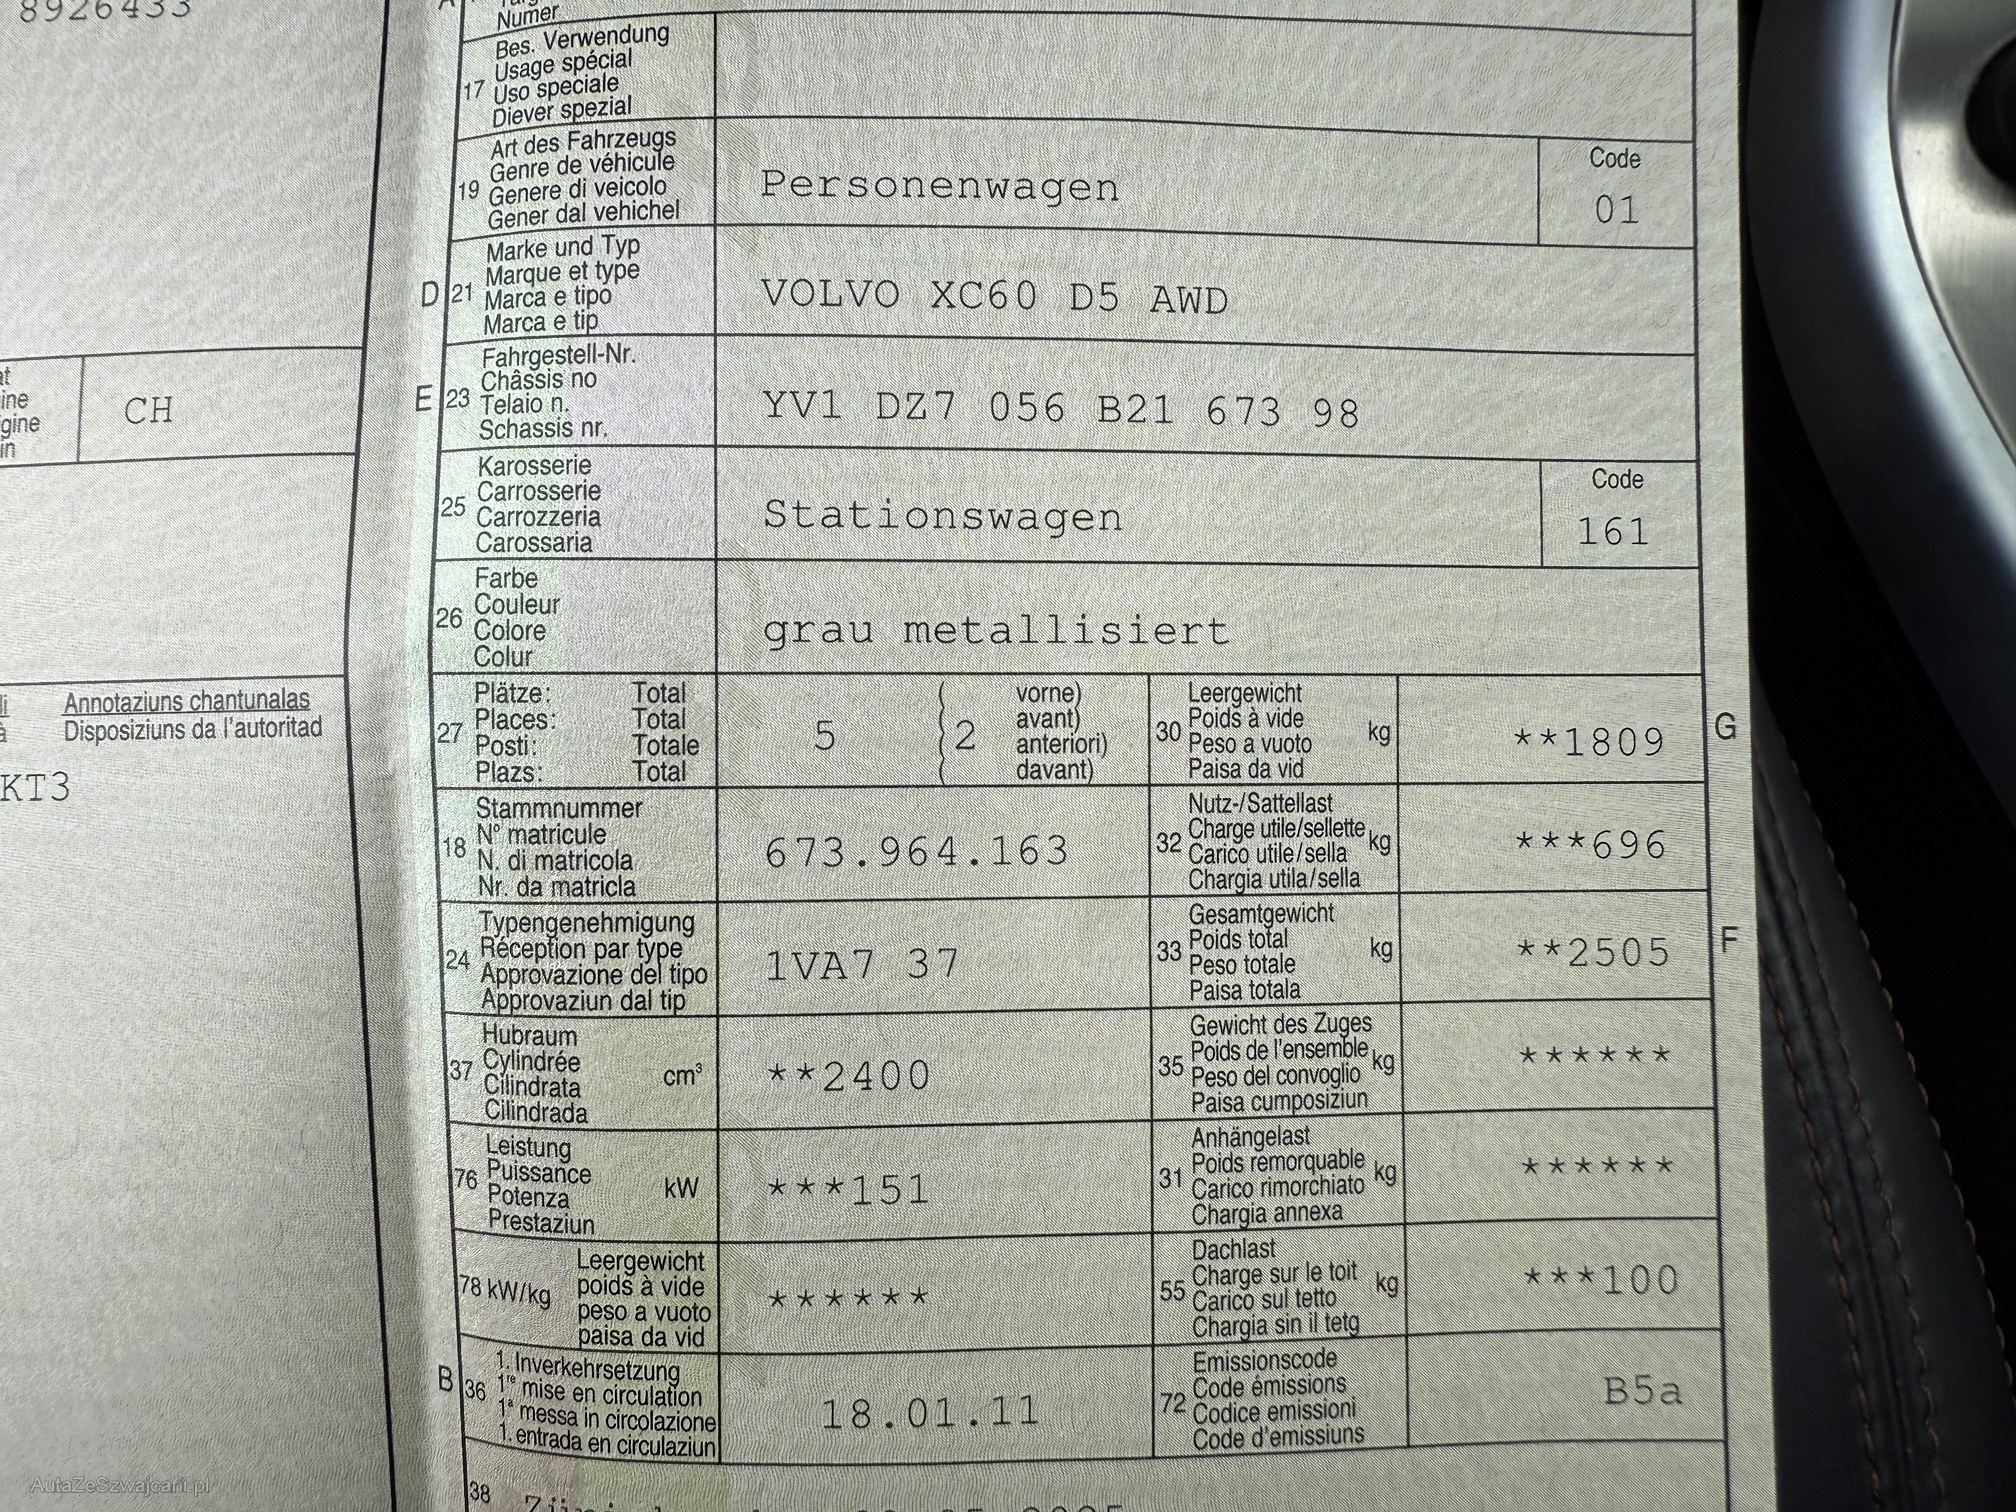 8926433
CH
ine
gine
in
Annotaziuns chantunalas
Disposiziuns da l'autoritad
KT3
Numer
17 Bes. Verwendung
Usage spécial
Uso speciale
Diever spezial
19 Art des Fahrzeugs
Genre de véhicule
Genere di veicolo
Gener dal vehichel
Personenwagen
Code
01
D 21 Marke und Typ
Marque et type
Marca e tipo
Marca e tip
VOLVO XC60 D5 AWD
E 23 Fahrgestell-Nr.
Châssis no
Telaio n.
Schassis nr.
YV1 DZ7 056 B21 673 98
25 Karosserie
Carrosserie
Carrozzeria
Carossaria
Stationswagen
Code
161
26 Farbe
Couleur
Colore
Colur
grau metallisiert
27 Plätze: Total
Places: Total
Posti: Totale
Plazs: Total
5 ( 2 vorne)
avant)
anteriori)
davant)
30 Leergewicht
Poids à vide
Peso a vuoto
Paisa da vid
kg
**1809
G
18 Stammnummer
N° matricule
N. di matricola
Nr. da matricla
673.964.163
32 Nutz-/Sattellast
Charge utile/sellette
Carico utile/sella
Chargia utila/sella
kg
***696
24 Typengenehmigung
Réception par type
Approvazione del tipo
Approvaziun dal tip
1VA7 37
33 Gesamtgewicht
Poids total
Peso totale
Paisa totala
kg
**2505
F
37 Hubraum
Cylindrée
Cilindrata
Cilindrada
cm³
**2400
35 Gewicht des Zuges
Poids de l'ensemble
Peso del convoglio
Paisa cumposiziun
kg
******
76 Leistung
Puissance
Potenza
Prestaziun
kW
***151
31 Anhängelast
Poids remorquable
Carico rimorchiato
Chargia annexa
kg
******
78 kW/kg
Leergewicht
poids à vide
peso a vuoto
paisa da vid
******
55 Dachlast
Charge sur le toit
Carico sul tetto
Chargia sin il tetg
kg
***100
B 36 1. Inverkehrsetzung
1re mise en circulation
1a messa in circolazione
1. entrada en circulaziun
18.01.11
72 Emissionscode
Code émissions
Codice emissioni
Code d'emissiuns
B5a
38
AutaZeSzwajcarii.pl